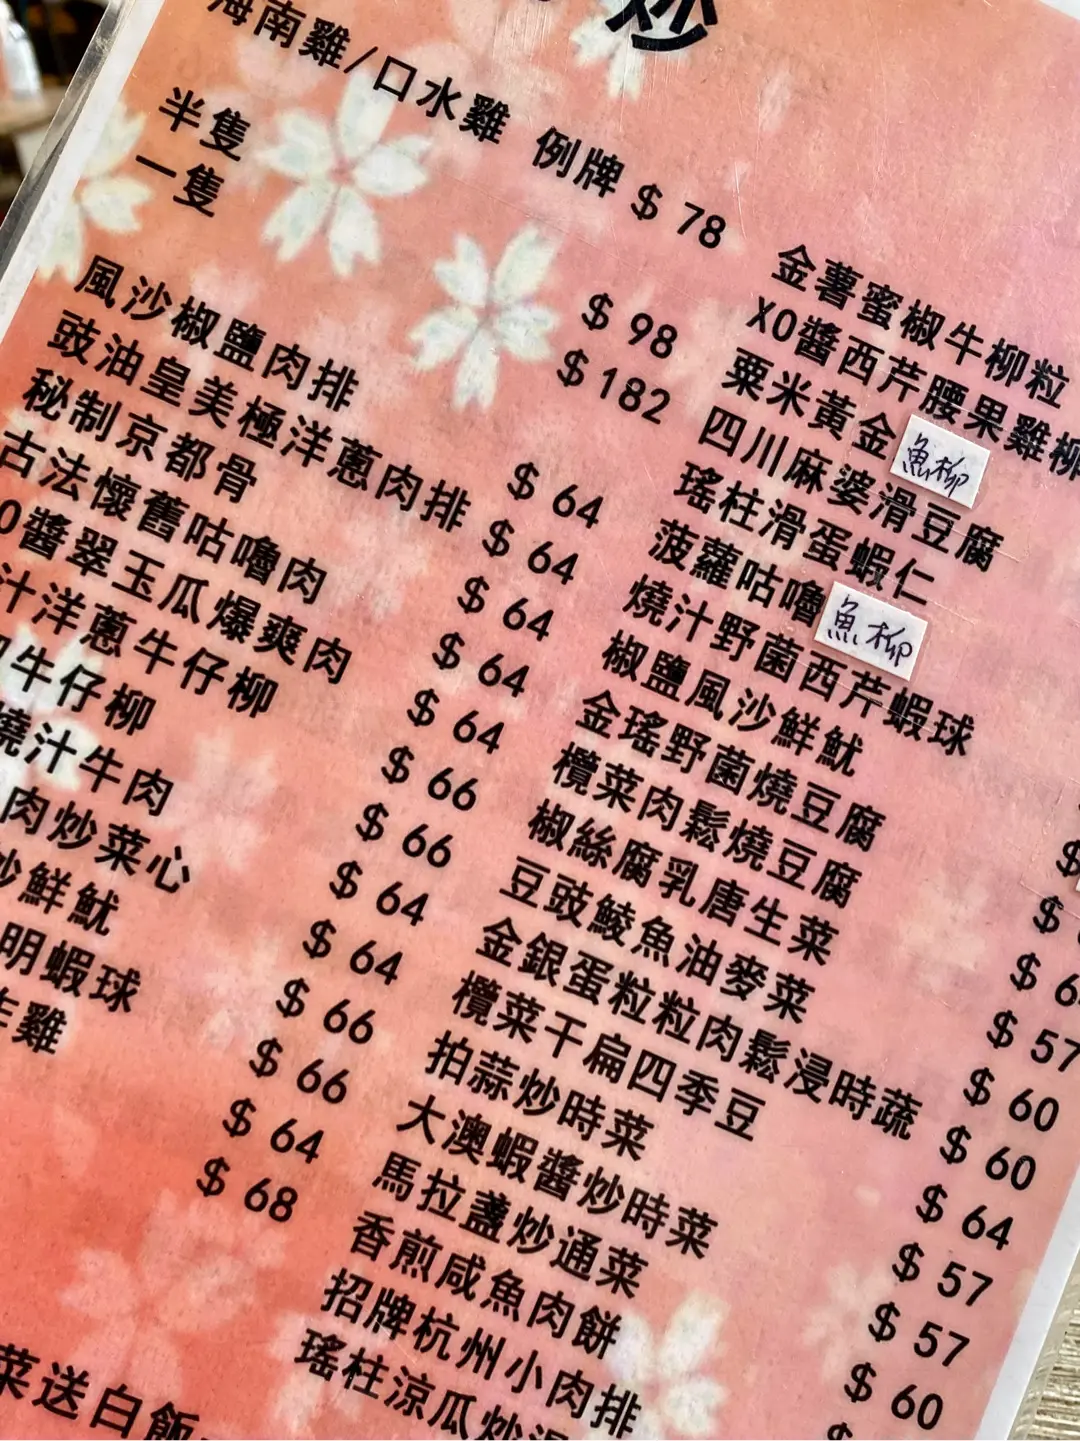 炒
海南雞/口水雞 例牌 $ 78
半隻 $ 98
一隻 $ 182
風沙椒鹽肉排 $ 64
豉油皇美極洋蔥肉排 $ 64
秘制京都骨 $ 64
古法懷舊咕嚕肉 $ 64
O醬翠玉瓜爆爽肉 $ 64
汁洋蔥牛仔柳 $ 66
牛仔柳 $ 66
燒汁牛肉 $ 64
肉炒菜心 $ 64
炒鮮魷 $ 66
明蝦球 $ 66
雞 $ 64
$ 68
菜送白飯
金薯蜜椒牛柳粒
XO醬西芹腰果雞柳
粟米黃金魚柳
四川麻婆滑豆腐
瑤柱滑蛋蝦仁
菠蘿咕嚕魚柳
燒汁野菌西芹蝦球
椒鹽風沙鮮魷 $
金瑤野菌燒豆腐 $
欖菜肉鬆燒豆腐 $ 6
椒絲腐乳唐生菜 $ 57
豆豉鯪魚油麥菜 $ 60
金銀蛋粒粒肉鬆浸時蔬 $ 60
欖菜干扁四季豆 $ 64
拍蒜炒時菜 $ 57
大澳蝦醬炒時菜 $ 57
馬拉盞炒通菜 $ 60
香煎咸魚肉餅
招牌杭州小肉排
瑤柱涼瓜炒